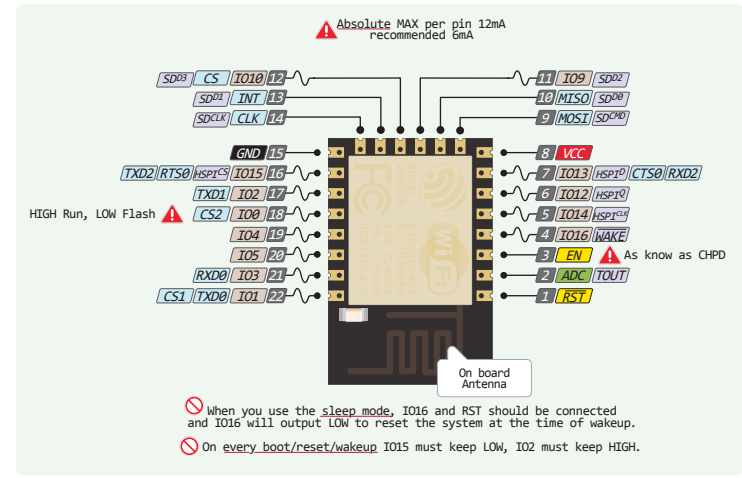 Absolute MAX per pin 12mA
recommended 6mA
SDD3 CS IO10 12
SDD1 INT 13
SDCLK CLK 14
11 IO9 SDD2
10 MISO SDD0
9 MOSI SDCMD
GND 15
TXD2 RTS0 HSPICS IO15 16
TXD1 IO2 17
HIGH Run, LOW Flash CS2 IO0 18
IO4 19
IO5 20
RXD0 IO3 21
CS1 TXD0 IO1 22
8 VCC
7 IO13 HSPID CTS0 RXD2
6 IO12 HSPIQ
5 IO14 HSPICLK
4 IO16 WAKE
3 EN As know as CHPD
2 ADC TOUT
1 RST
FC
WiFi
On board
Antenna
When you use the sleep mode, IO16 and RST should be connected
and IO16 will output LOW to reset the system at the time of wakeup.
On every boot/reset/wakeup IO15 must keep LOW, IO2 must keep HIGH.